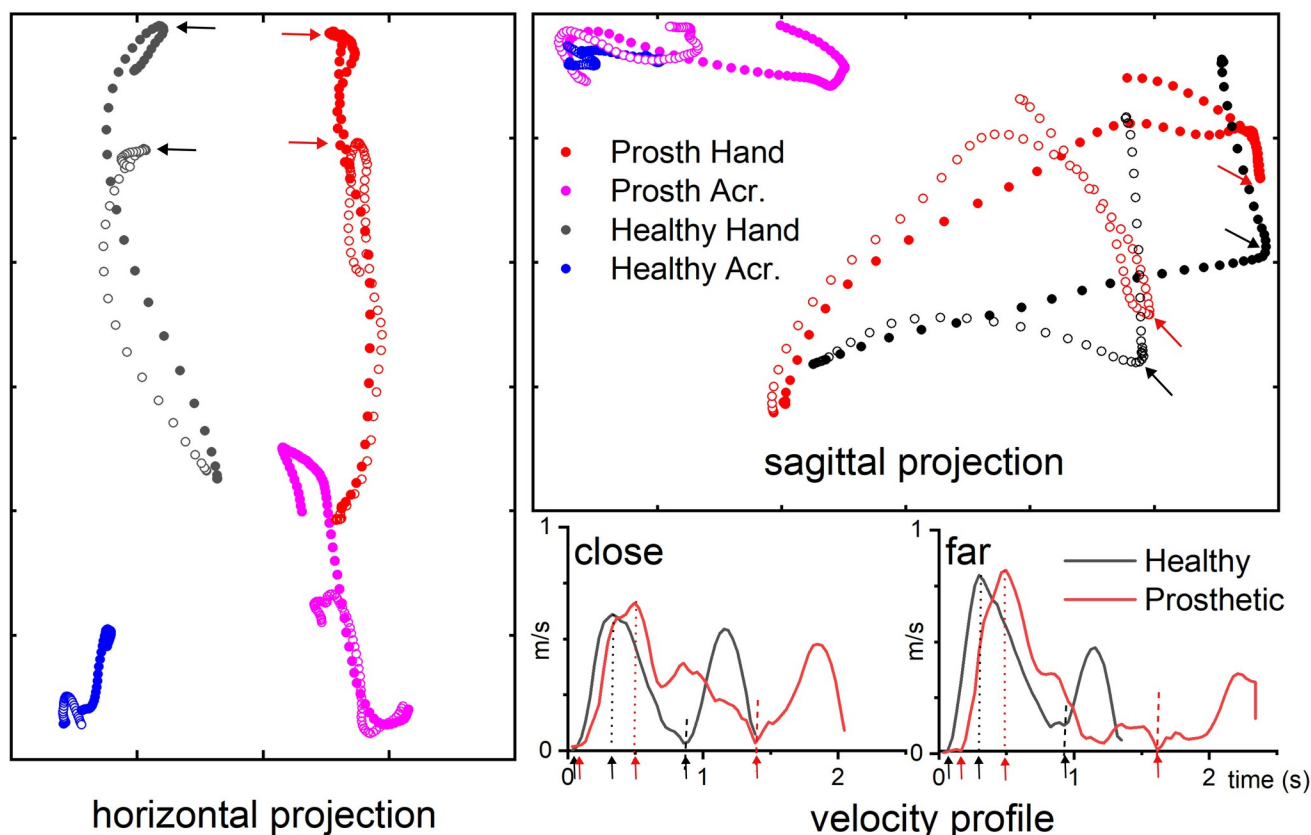 Prosth Hand
Prosth Acr.
Healthy Hand
Healthy Acr.
sagittal projection
horizontal projection
1
close
m/s
0
0
1
2
1
far
Healthy
Prosthetic
m/s
0
0
1
2
time (s)
velocity profile